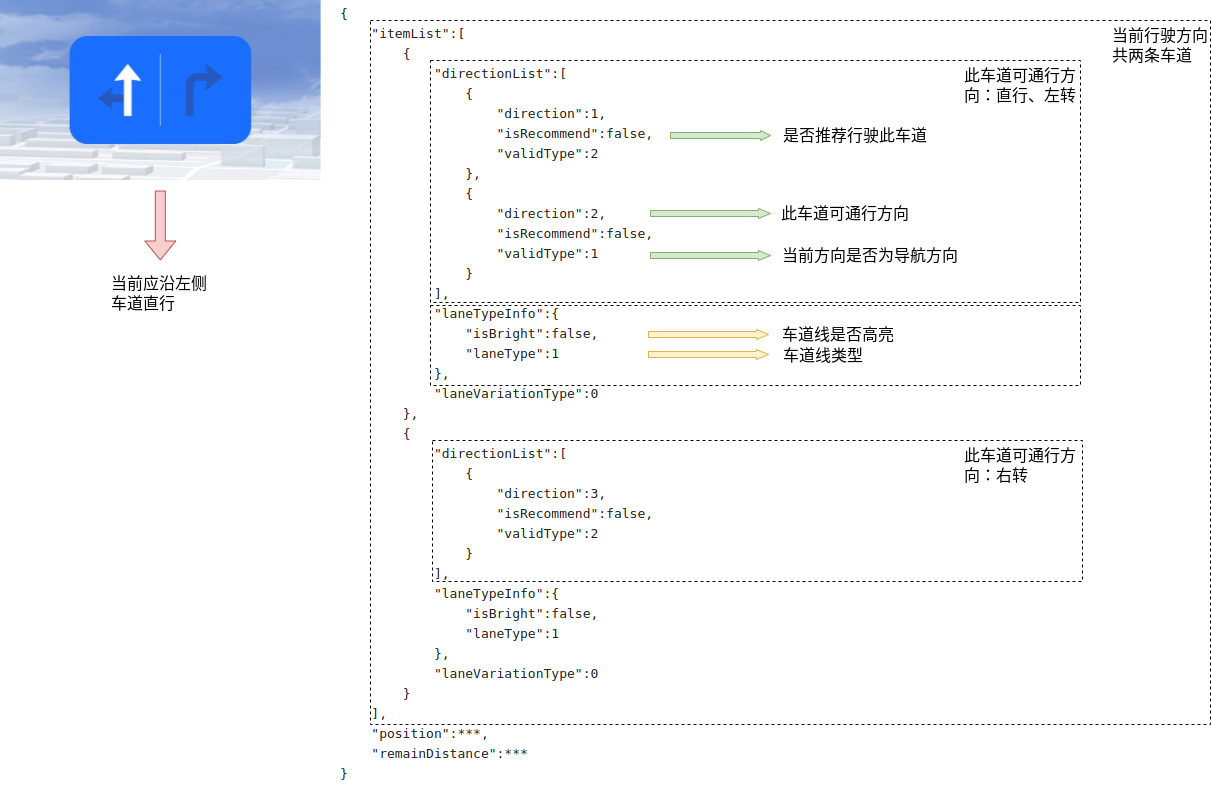 {
"itemList":[
当前行驶方向
共两条车道
{
"directionList":[
此车道可通行方
向：直行、左转
{
"direction":1,
"isRecommend":false,
是否推荐行驶此车道
"validType":2
},
{
"direction":2,
此车道可通行方向
"isRecommend":false,
"validType":1
当前方向是否为导航方向
}
],
"laneTypeInfo":{
"isBright":false,
车道线是否高亮
"laneType":1
车道线类型
},
"laneVariationType":0
},
{
"directionList":[
此车道可通行方
向：右转
{
"direction":3,
"isRecommend":false,
"validType":2
}
],
"laneTypeInfo":{
"isBright":false,
"laneType":1
},
"laneVariationType":0
}
],
"position":***,
"remainDistance":***
}
当前应沿左侧
车道直行